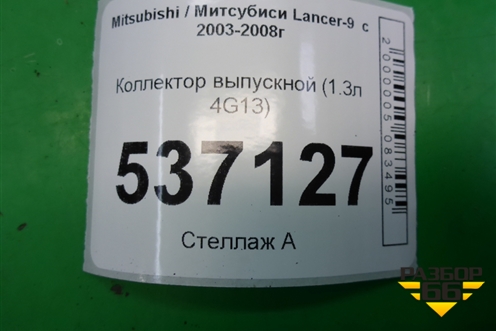 Mitsubishi / Митсубиси Lancer-9 с
2003-2008г
Коллектор выпускной (1.3л
4G13)
537127
Стеллаж А
2000005083495
РАЗБОР
66